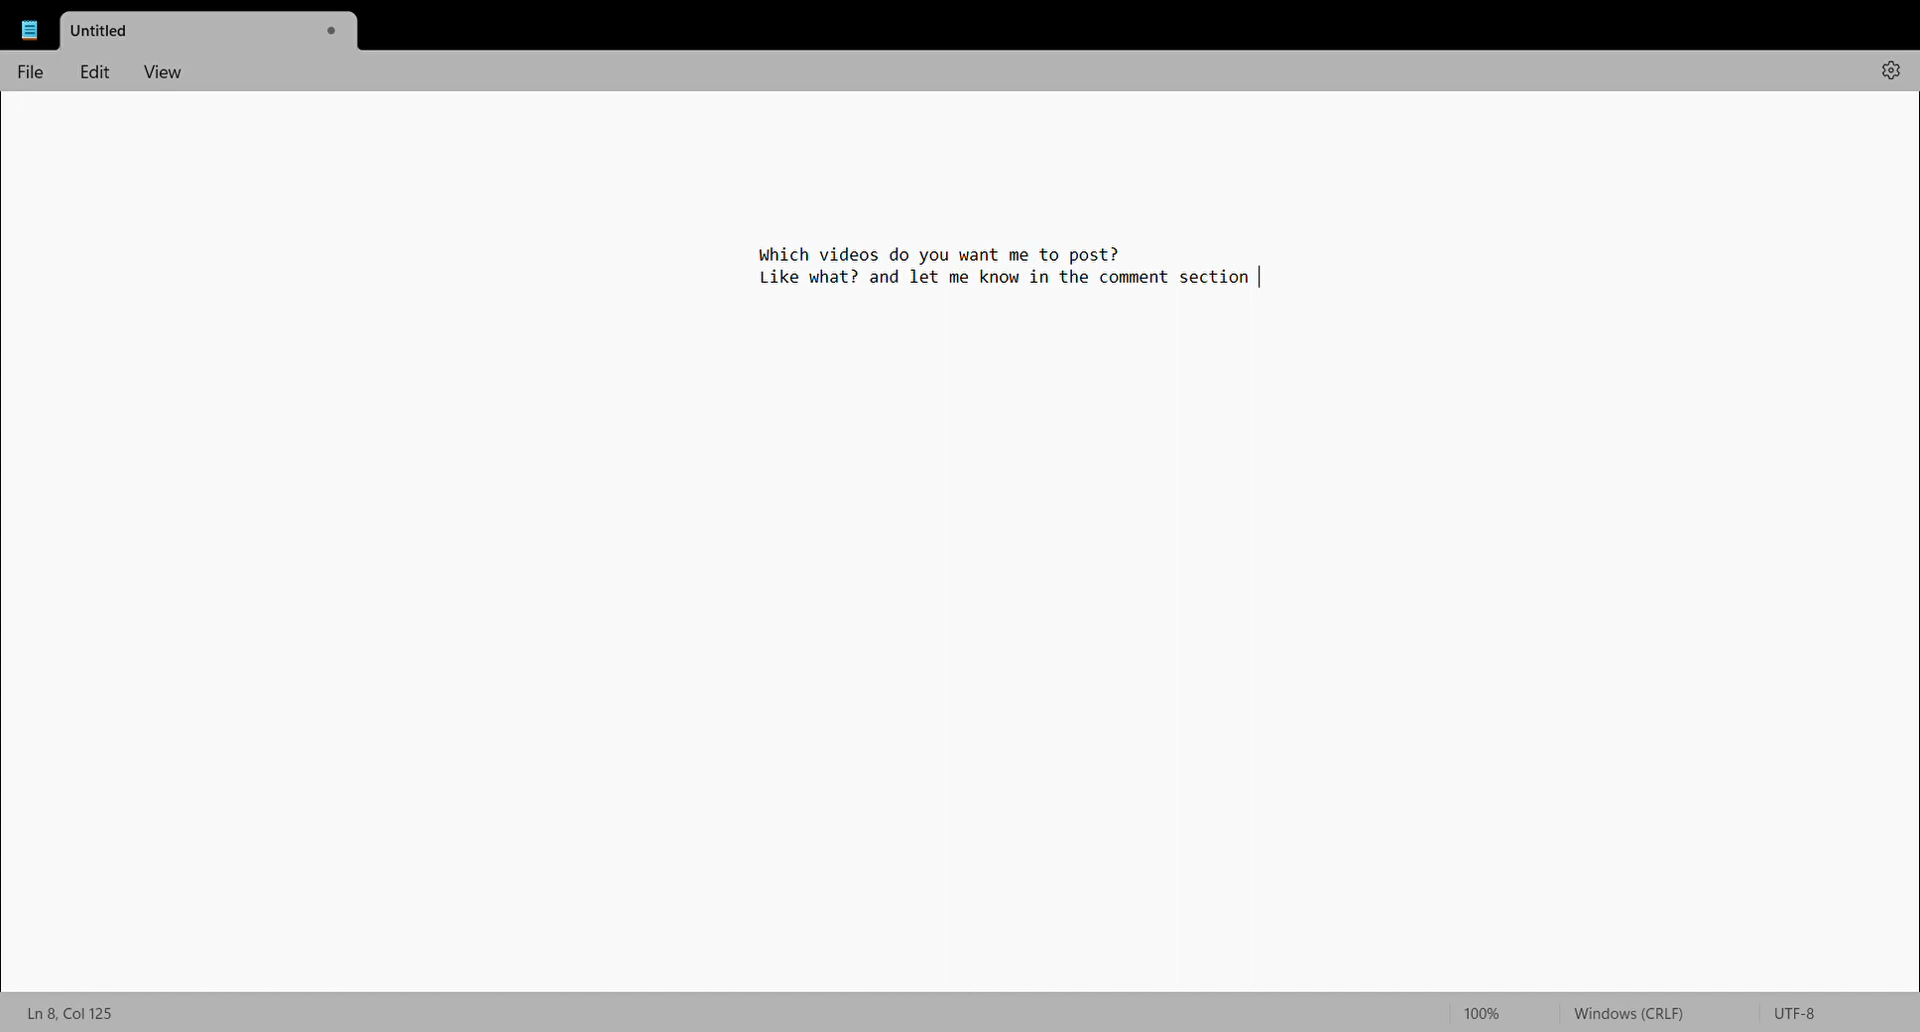 Untitled
File Edit View
Which videos do you want me to post?
Like what? and let me know in the comment section
Ln 8, Col 125 100% Windows (CRLF) UTF-8